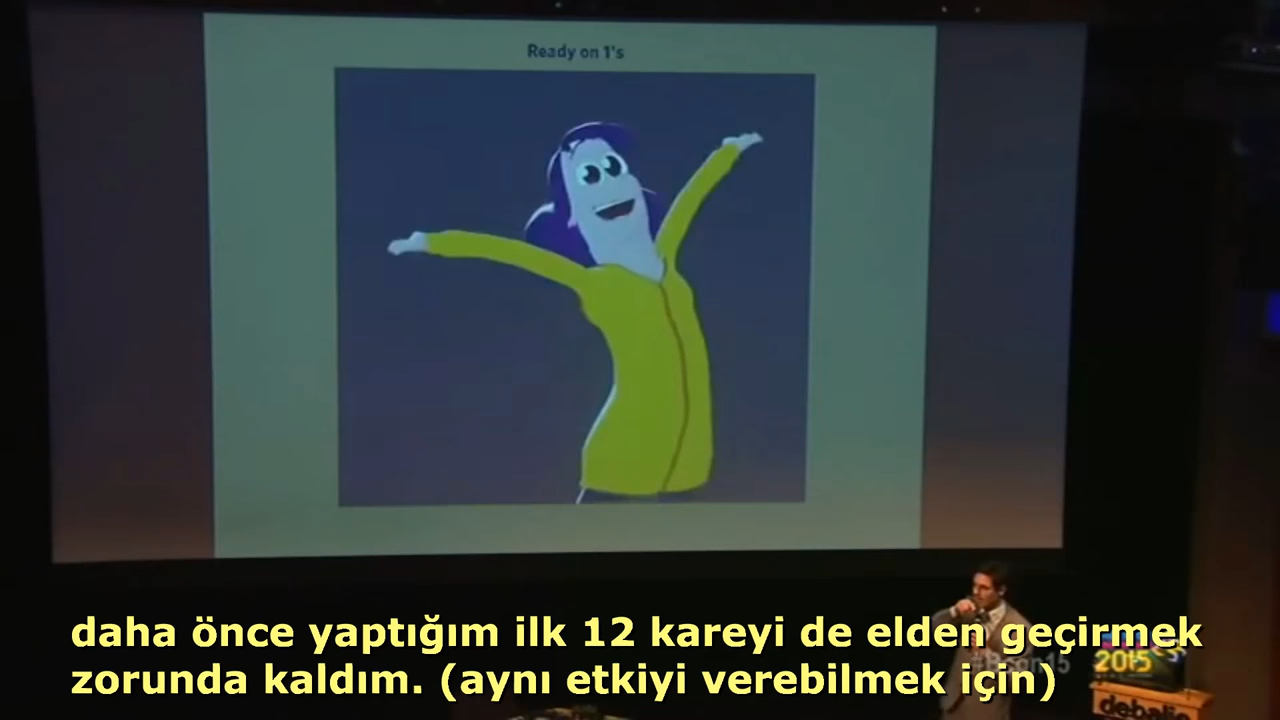 Ready on 1's
daha önce yaptığım ilk 12 kareyi de elden geçirmek
zorunda kaldım. (aynı etkiyi verebilmek için)
2015
debalie